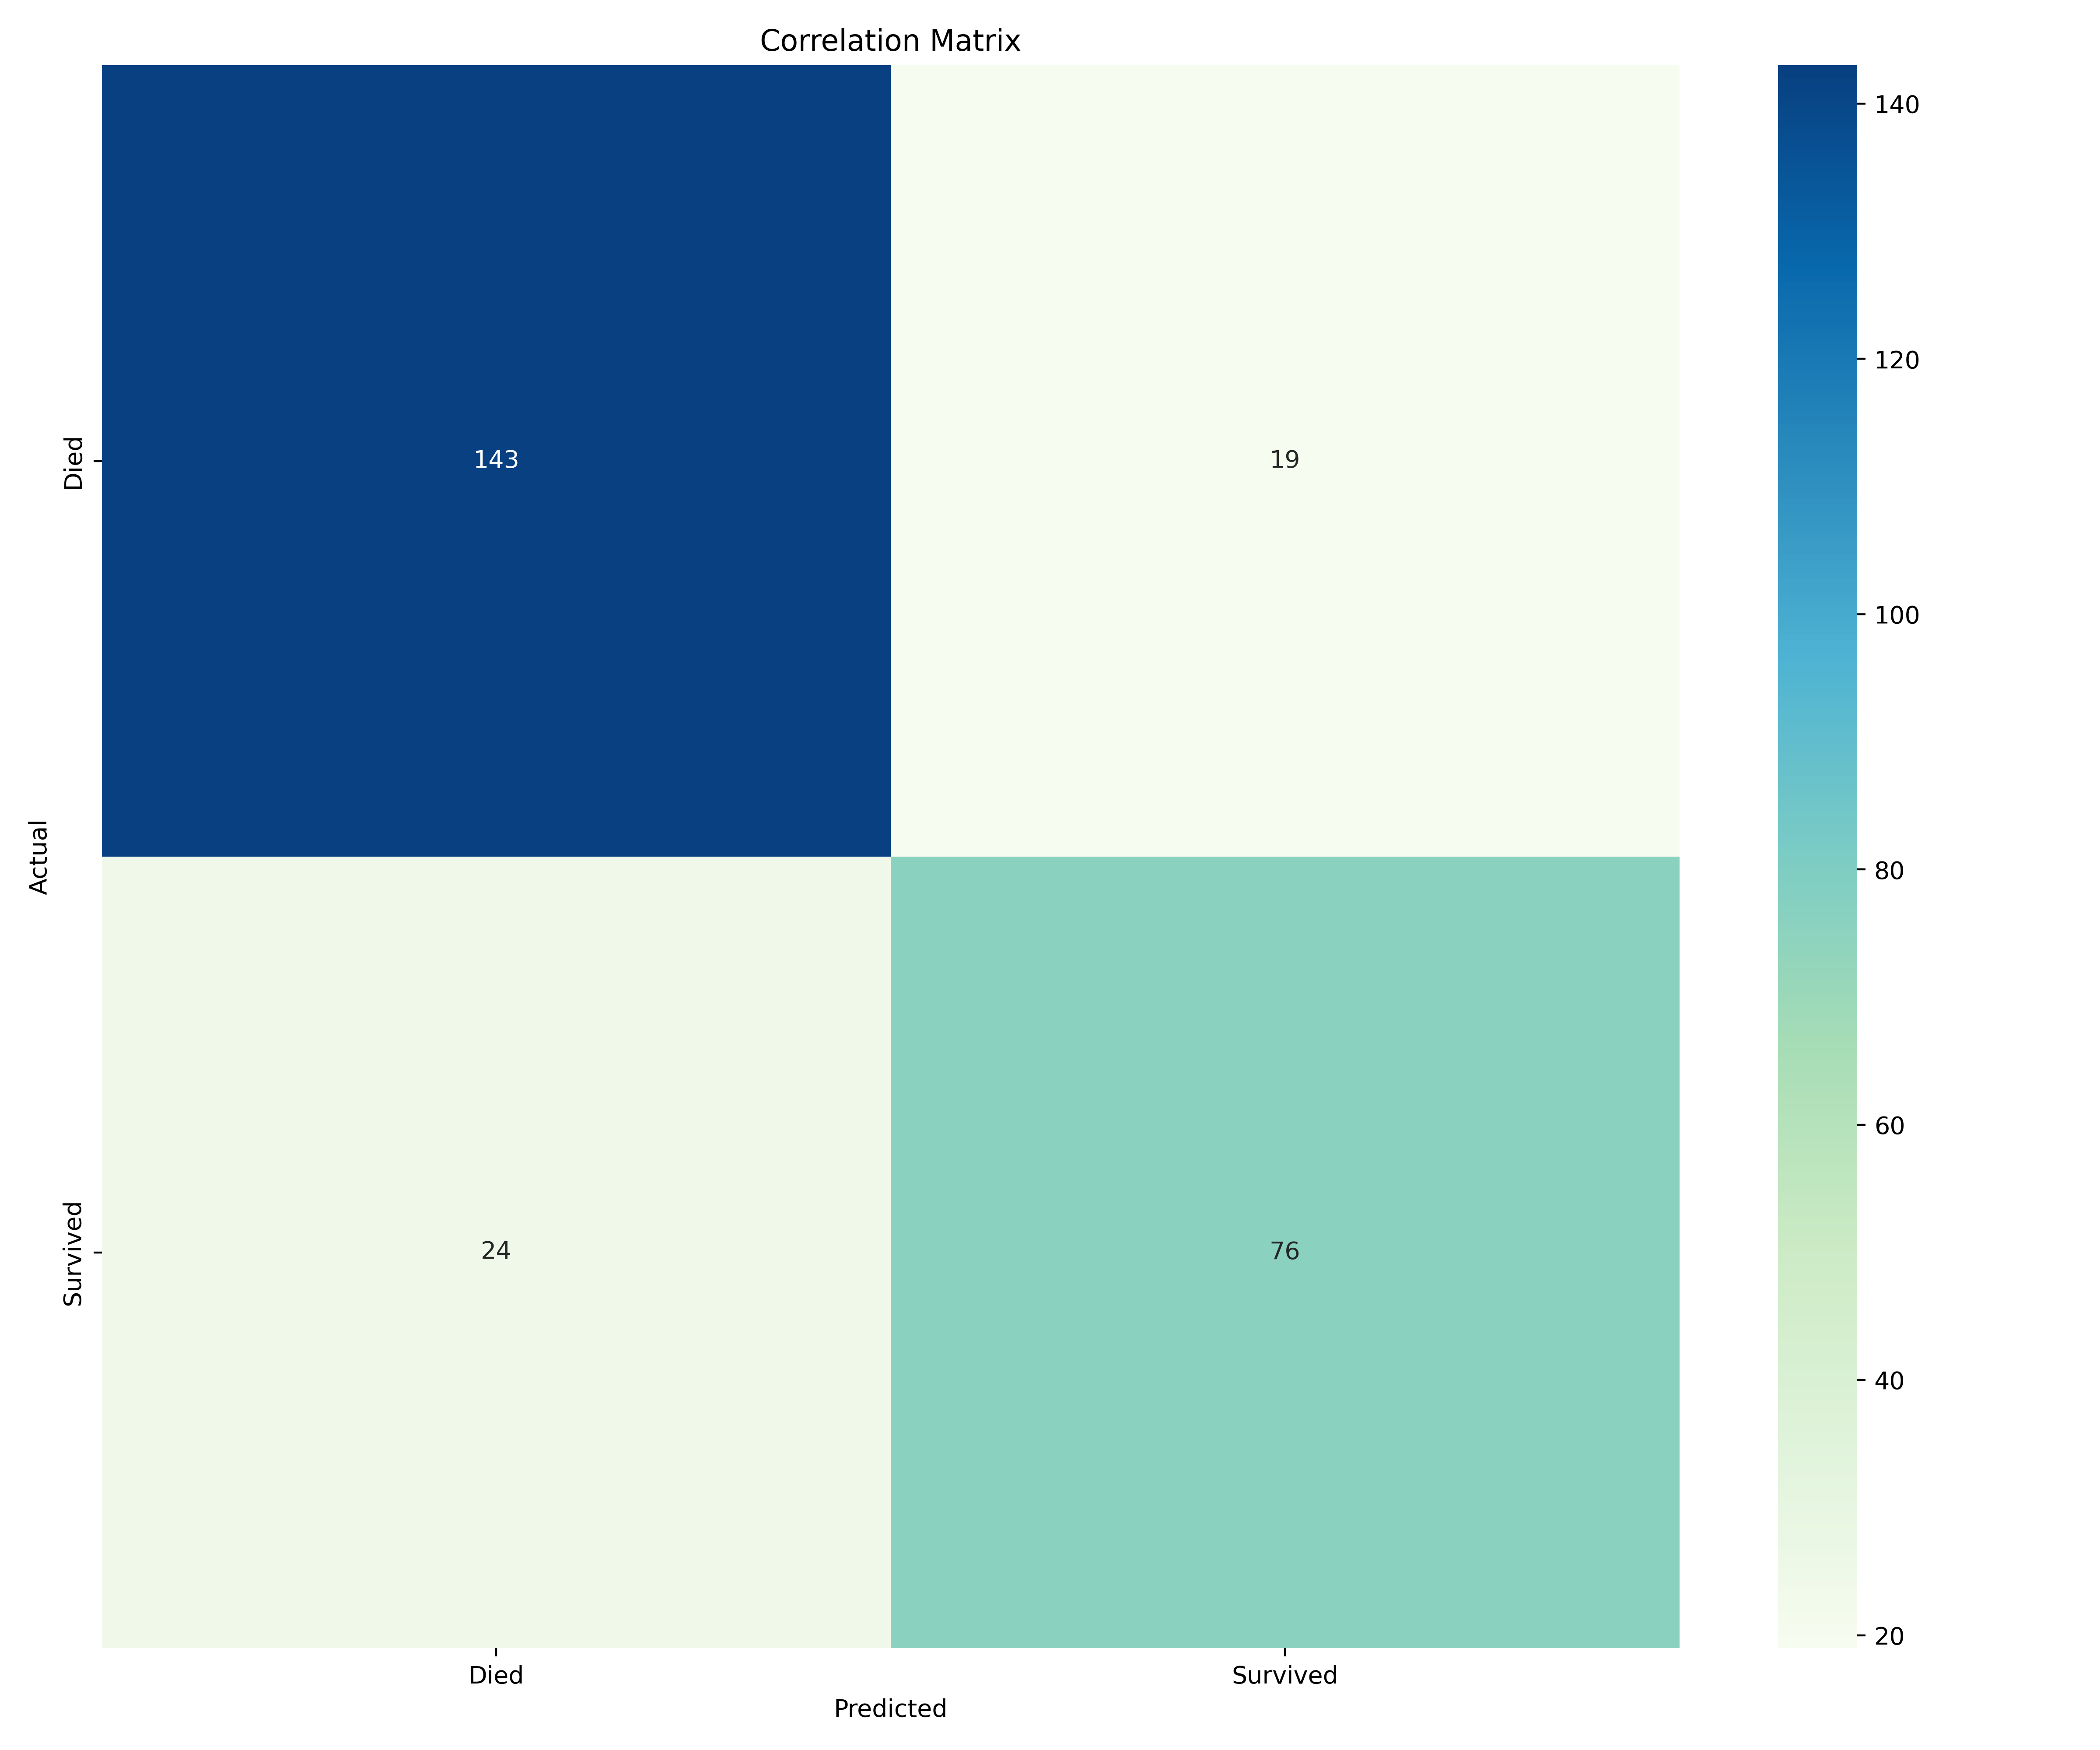 Correlation Matrix
Actual
Died
143
19
Survived
24
76
Died
Survived
Predicted
140
120
100
80
60
40
20